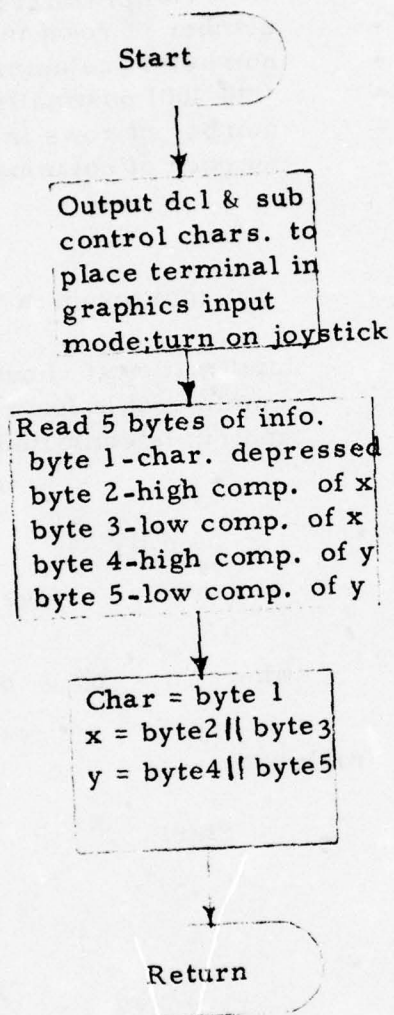 Start
Output dcl & sub
control chars. to
place terminal in
graphics input
mode;turn on joystick
Read 5 bytes of info.
byte 1-char. depressed
byte 2-high comp. of x
byte 3-low comp. of x
byte 4-high comp. of y
byte 5-low comp. of y
Char = byte 1
x = byte2 || byte3
y = byte4 || byte5
Return